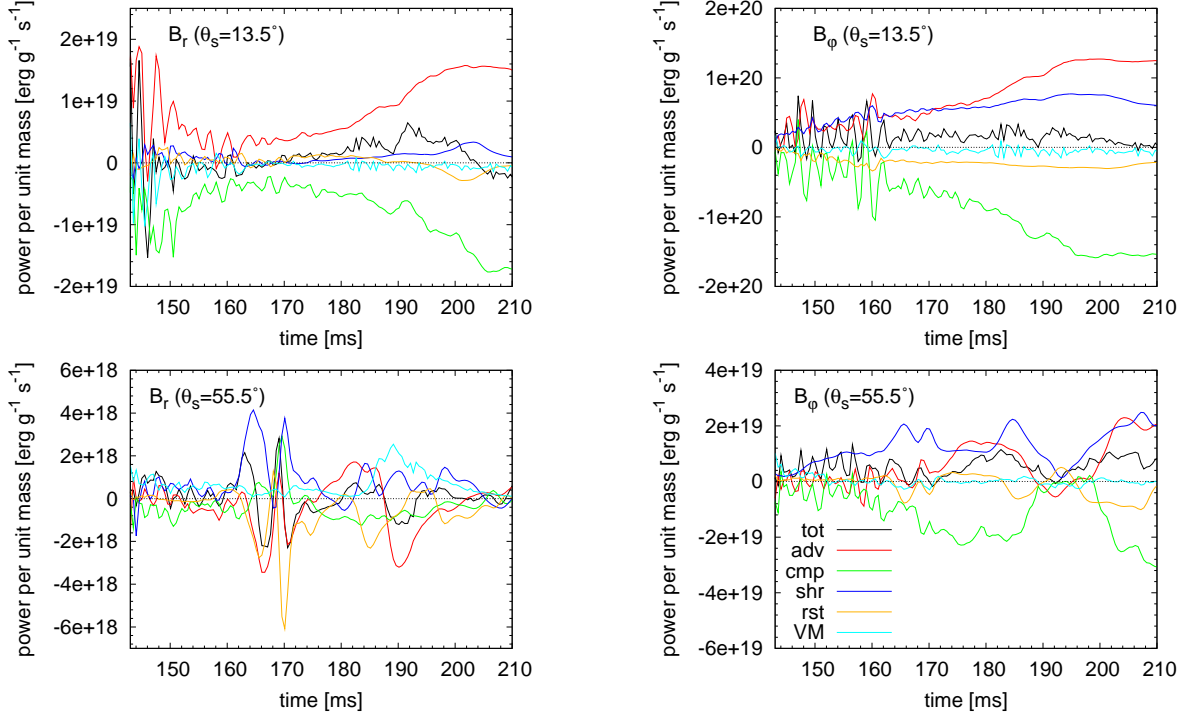 B_r (θ_s=13.5°)
power per unit mass [erg g^-1 s^-1]
2e+19
1e+19
0
-1e+19
-2e+19
150 160 170 180 190 200 210
time [ms]
B_φ (θ_s=13.5°)
power per unit mass [erg g^-1 s^-1]
2e+20
1e+20
0
-1e+20
-2e+20
150 160 170 180 190 200 210
time [ms]
B_r (θ_s=55.5°)
power per unit mass [erg g^-1 s^-1]
6e+18
4e+18
2e+18
0
-2e+18
-4e+18
-6e+18
150 160 170 180 190 200 210
time [ms]
B_φ (θ_s=55.5°)
power per unit mass [erg g^-1 s^-1]
4e+19
2e+19
0
-2e+19
-4e+19
-6e+19
tot
adv
cmp
shr
rst
VM
150 160 170 180 190 200 210
time [ms]